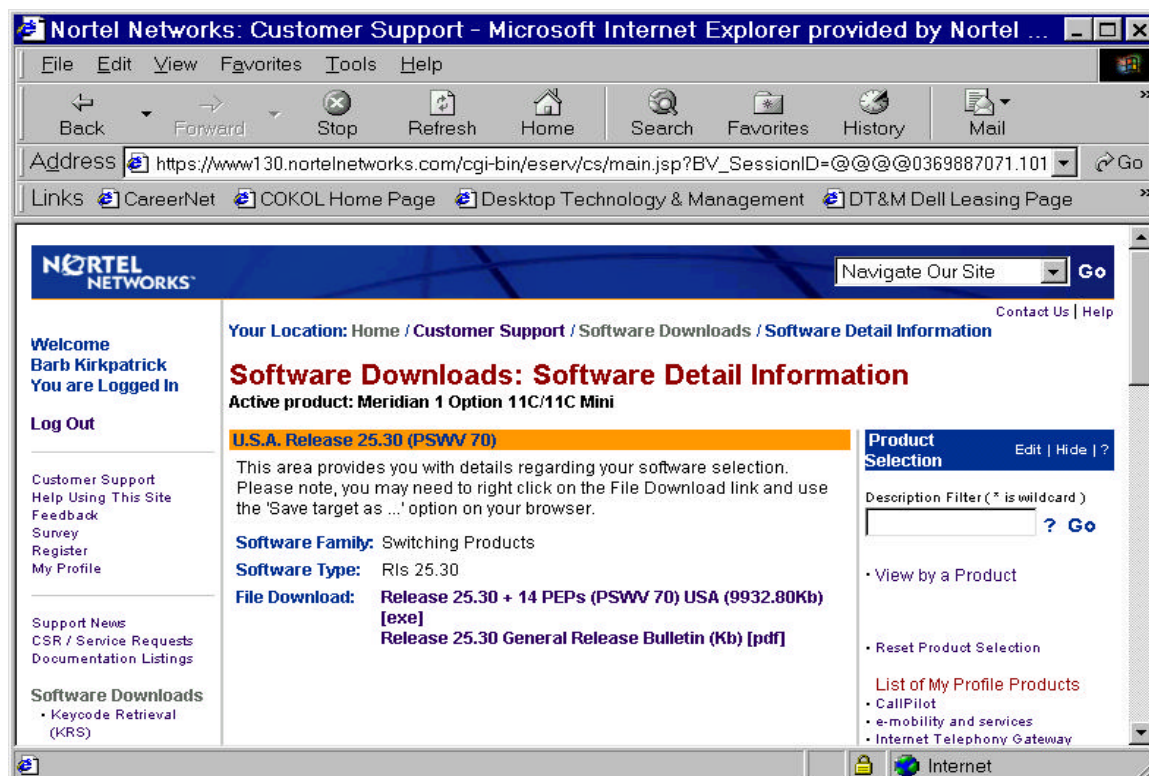 Nortel Networks: Customer Support - Microsoft Internet Explorer provided by Nortel ...
File Edit View Favorites Tools Help
Back Forward Stop Refresh Home Search Favorites History Mail »
Address https://www130.nortelnetworks.com/cgi-bin/eserv/cs/main.jsp?BV_SessionID=@@@@0369887071.101 Go
Links CareerNet COKOL Home Page Desktop Technology & Management DT&M Dell Leasing Page »
NORTEL
NETWORKS™
Navigate Our Site Go
Contact Us | Help
Welcome
Barb Kirkpatrick
You are Logged In
Log Out
Customer Support
Help Using This Site
Feedback
Survey
Register
My Profile
Support News
CSR / Service Requests
Documentation Listings
Software Downloads
• Keycode Retrieval
(KRS)
Your Location: Home / Customer Support / Software Downloads / Software Detail Information
Software Downloads: Software Detail Information
Active product: Meridian 1 Option 11C/11C Mini
U.S.A. Release 25.30 (PSWV 70)
This area provides you with details regarding your software selection.
Please note, you may need to right click on the File Download link and use
the 'Save target as ...' option on your browser.
Software Family: Switching Products
Software Type: Rls 25.30
File Download: Release 25.30 + 14 PEPs (PSWV 70) USA (9932.80Kb)
[exe]
Release 25.30 General Release Bulletin (Kb) [pdf]
Product
Selection
Edit | Hide | ?
Description Filter ( * is wildcard )
? Go
• View by a Product
• Reset Product Selection
List of My Profile Products
• CallPilot
• e-mobility and services
• Internet Telephony Gateway
Internet